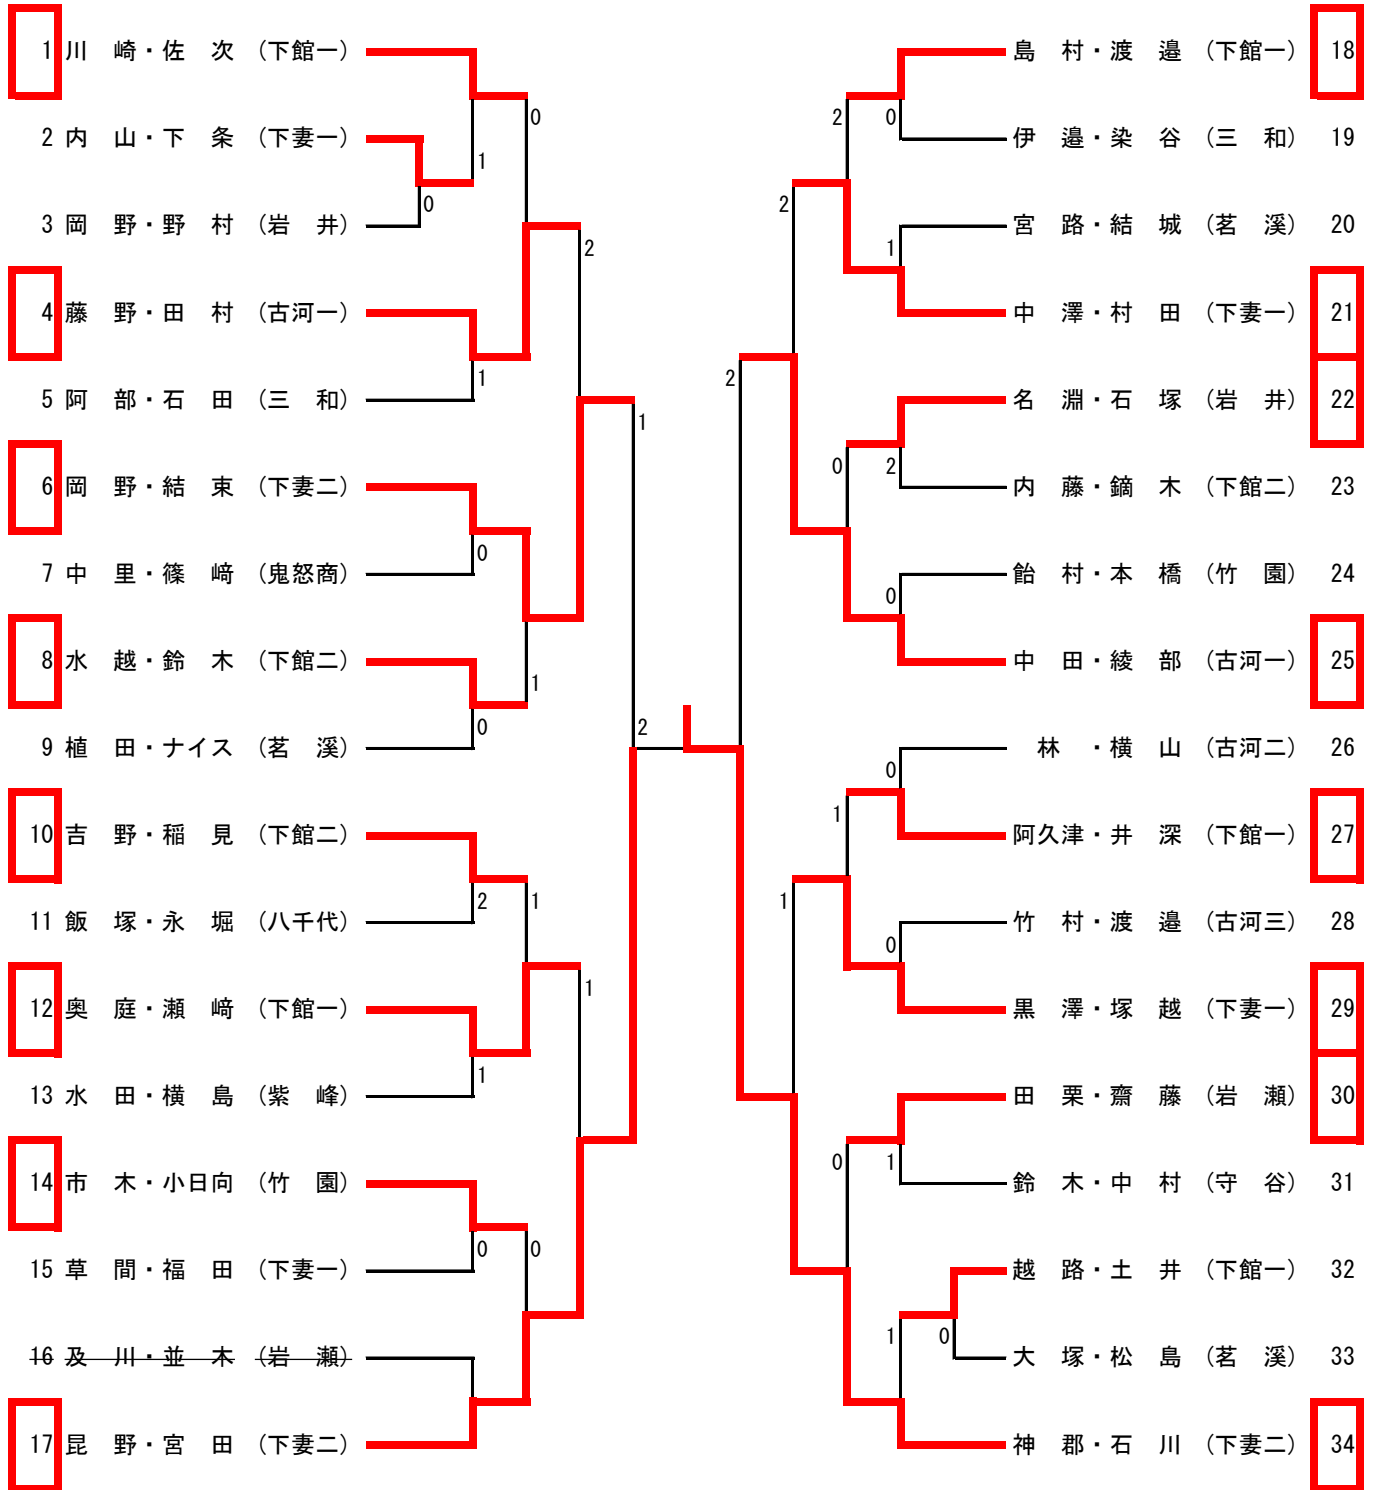 1 川　崎・佐　次 （下館一）
2 内　山・下　条 （下妻一）
3 岡　野・野　村 （岩　井）
4 藤　野・田　村 （古河一）
5 阿　部・石　田 （三　和）
6 岡　野・結　束 （下妻二）
7 中　里・篠　﨑 （鬼怒商）
8 水　越・鈴　木 （下館二）
9 植　田・ナイス （茗　溪）
10 吉　野・稲　見 （下館二）
11 飯　塚・永　堀 （八千代）
12 奥　庭・瀬　﨑 （下館一）
13 水　田・横　島 （紫　峰）
14 市　木・小日向 （竹　園）
15 草　間・福　田 （下妻一）
16 及　川・並　木 （岩　瀬）
17 昆　野・宮　田 （下妻二）
0
1
0
2
1
1
0
1
0
2
2
1
1
1
0
0
島　村・渡　邉 （下館一） 18
伊　邉・染　谷 （三　和） 19
宮　路・結　城 （茗　溪） 20
中　澤・村　田 （下妻一） 21
名　淵・石　塚 （岩　井） 22
内　藤・鏑　木 （下館二） 23
飴　村・本　橋 （竹　園） 24
中　田・綾　部 （古河一） 25
林　・横　山 （古河二） 26
阿久津・井　深 （下館一） 27
竹　村・渡　邉 （古河三） 28
黒　澤・塚　越 （下妻一） 29
田　栗・齋　藤 （岩　瀬） 30
鈴　木・中　村 （守　谷） 31
越　路・土　井 （下館一） 32
大　塚・松　島 （茗　溪） 33
神　郡・石　川 （下妻二） 34
2
0
2
1
2
0
2
0
0
1
1
0
0
1
1
0